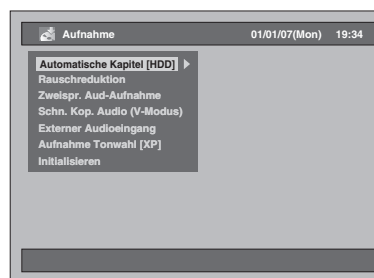 Aufnahme 01/01/07(Mon) 19:34
Automatische Kapitel [HDD]
Rauschreduktion
Zweispr. Aud-Aufnahme
Schn. Kop. Audio (V-Modus)
Externer Audioeingang
Aufnahme Tonwahl [XP]
Initialisieren